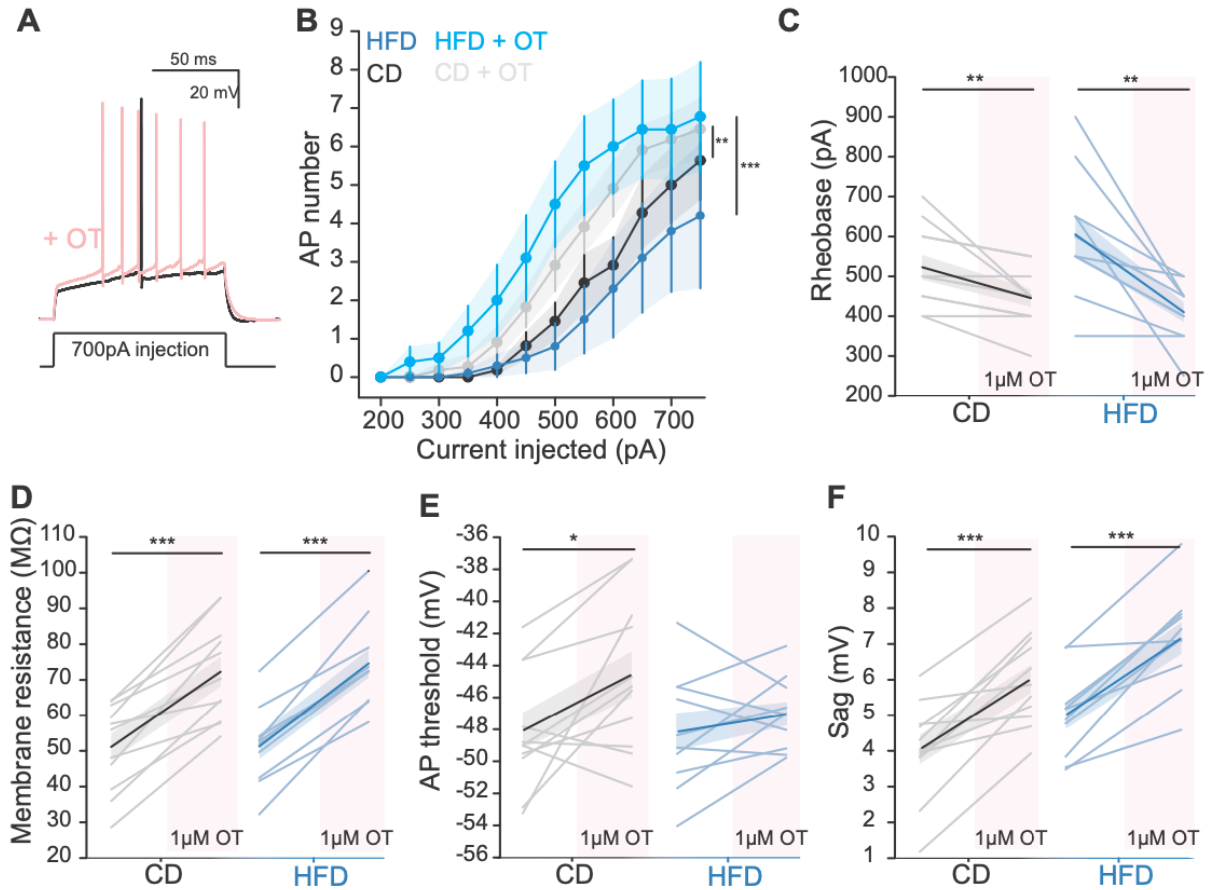 A
50 ms
20 mV
+ OT
700pA injection
B
HFD HFD + OT
CD CD + OT
AP number
9
8
7
6
5
4
3
2
1
0
**
***
200 300 400 500 600 700
Current injected (pA)
C
** **
Rheobase (pA)
1000
900
800
700
600
500
400
300
200
1µM OT 1µM OT
CD HFD
D
*** ***
Membrane resistance (MΩ)
110
100
90
80
70
60
50
40
30
20
1µM OT 1µM OT
CD HFD
E
*
AP threshold (mV)
-36
-38
-40
-42
-44
-46
-48
-50
-52
-54
-56
1µM OT 1µM OT
CD HFD
F
*** ***
Sag (mV)
10
9
8
7
6
5
4
3
2
1
1µM OT 1µM OT
CD HFD